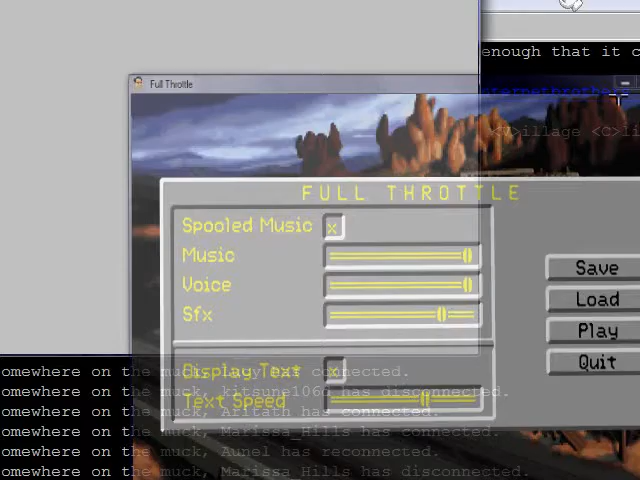 enough that it c
Full Throttle
<V>illage <C>li
FULL THROTTLE
Spooled Music x
Music
Voice
Sfx
Save
Load
Play
Quit
Display Text x
Text Speed
omewhere on the muck, connected.
omewhere on the muck, kitsune106 has disconnected.
omewhere on the muck, Aritath has connected.
omewhere on the muck, Marissa_Hills has connected.
omewhere on the muck, Aunel has reconnected.
omewhere on the muck, Marissa_Hills has disconnected.